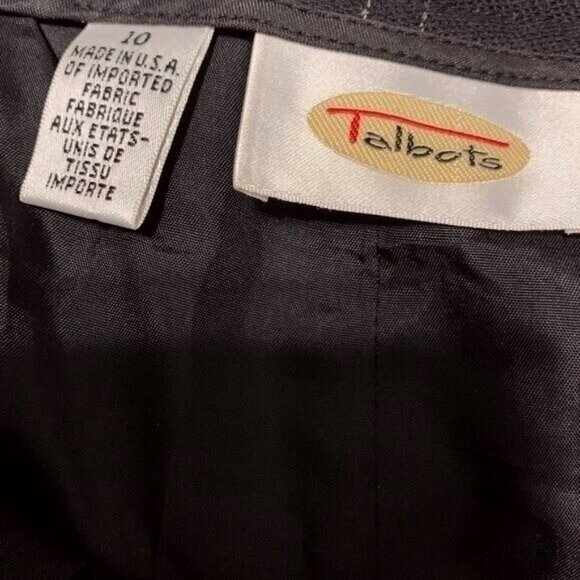 10
MADE IN U.S.A.
OF IMPORTED
FABRIC
FABRIQUE
AUX ETATS-
UNIS DE
TISSU
IMPORTE
Talbots